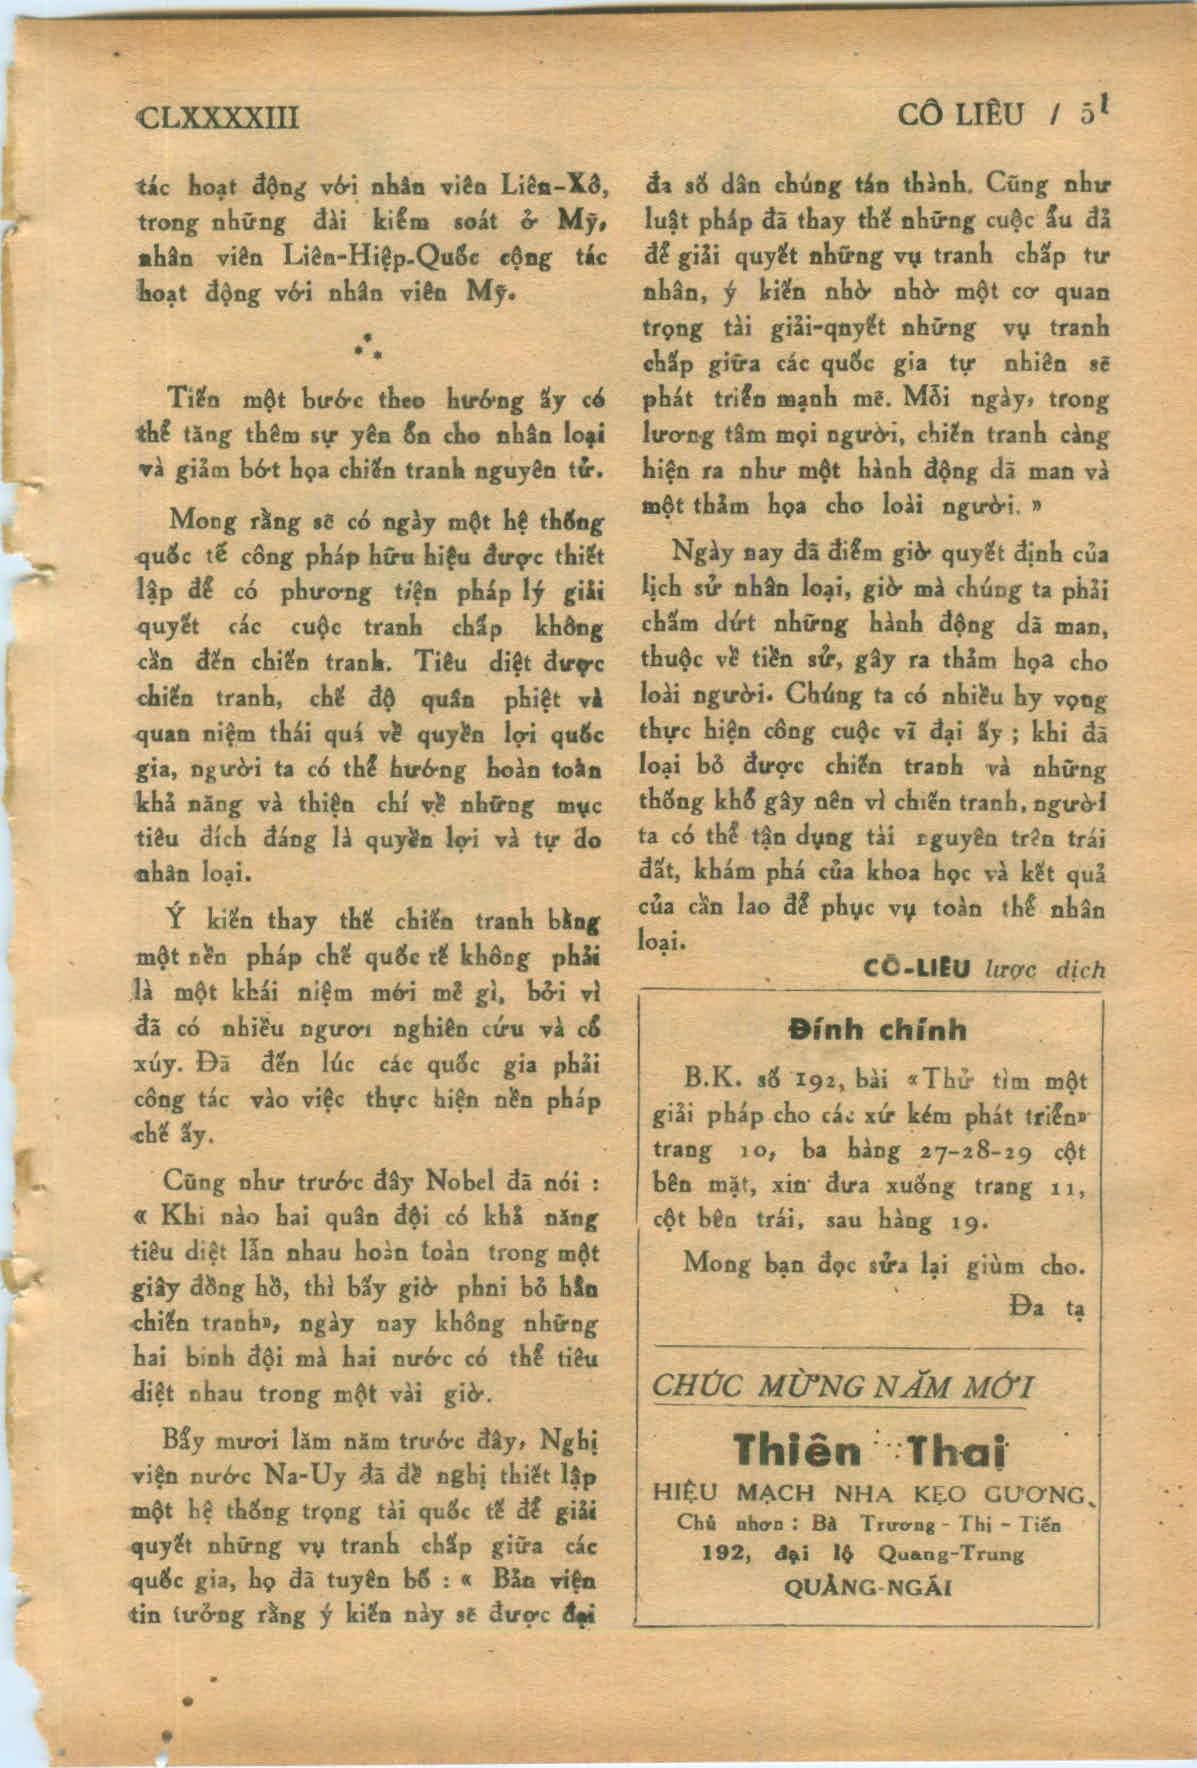 CLXXXXIII
CÔ LIÊU / 51
tác hoạt động với nhân viên Liên-Xô,
trong những đài kiểm soát ở Mỹ,
nhân viên Liên-Hiệp-Quốc cộng tác
hoạt động với nhân viên Mỹ.
Tiến một bước theo hướng ấy có
thể tăng thêm sự yên ổn cho nhân loại
và giảm bớt họa chiến tranh nguyên tử.
Mong rằng sẽ có ngày một hệ thống
quốc tế công pháp hữu hiệu được thiết
lập để có phương tiện pháp lý giải
quyết các cuộc tranh chấp không
cần đến chiến tranh. Tiêu diệt được
chiến tranh, chế độ quân phiệt và
quan niệm thái quá về quyền lợi quốc
gia, người ta có thể hướng hoàn toàn
khả năng và thiện chí về những mục
tiêu đích đáng là quyền lợi và tự do
nhân loại.
Ý kiến thay thế chiến tranh bằng
một nền pháp chế quốc tế không phải
là một khái niệm mới mẻ gì, bởi vì
đã có nhiều ngươi nghiên cứu và cổ
xúy. Đã đến lúc các quốc gia phải
công tác vào việc thực hiện nền pháp
chế ấy.
Cũng như trước đây Nobel đã nói :
« Khi nào hai quân đội có khả năng
tiêu diệt lẫn nhau hoàn toàn trong một
giây đồng hồ, thì bấy giờ phni bỏ hẳn
chiến tranh», ngày nay không những
hai binh đội mà hai nước có thể tiêu
diệt nhau trong một vài giờ.
Bẩy mươi lăm năm trước đây, Nghị
viện nước Na-Uy đã đề nghị thiết lập
một hệ thống trọng tài quốc tế để giải
quyết những vụ tranh chấp giữa các
quốc gia, họ đã tuyên bố : « Bản viện
tin tưởng rằng ý kiến này sẽ được đại
đa số dân chúng tán thành. Cũng như
luật pháp đã thay thế những cuộc ẩu đả
để giải quyết những vụ tranh chấp tư
nhân, ý kiến nhờ nhờ một cơ quan
trọng tài giải-qnyết những vụ tranh
chấp giữa các quốc gia tự nhiên sẽ
phát triển mạnh mẽ. Mỗi ngày, trong
lương tâm mọi người, chiến tranh càng
hiện ra như một hành động dã man và
một thảm họa cho loài người. »
Ngày nay đã điểm giờ quyết định của
lịch sử nhân loại, giờ mà chúng ta phải
chấm dứt những hành động dã man,
thuộc về tiền sử, gây ra thảm họa cho
loài người. Chúng ta có nhiều hy vọng
thực hiện công cuộc vĩ đại ấy ; khi đã
loại bỏ được chiến tranh và những
thống khổ gây nên vì chiến tranh, người
ta có thể tận dụng tài nguyên trên trái
đất, khám phá của khoa học và kết quả
của cần lao để phục vụ toàn thể nhân
loại.
CÔ-LIÊU lược dịch
Đính chính
B.K. số 192, bài «Thử tìm một
giải pháp cho các xứ kém phát triển»
trang 10, ba hàng 27-28-29 cột
bên mặt, xin đưa xuống trang 11,
cột bên trái, sau hàng 19.
Mong bạn đọc sửa lại giùm cho.
Đa tạ
CHÚC MỪNG NĂM MỚI
Thiên Thai
HIỆU MẠCH NHA KẸO GƯƠNG
Chủ nhơn : Bà Trương - Thị - Tiến
192, đại lộ Quang-Trung
QUẢNG-NGÃI